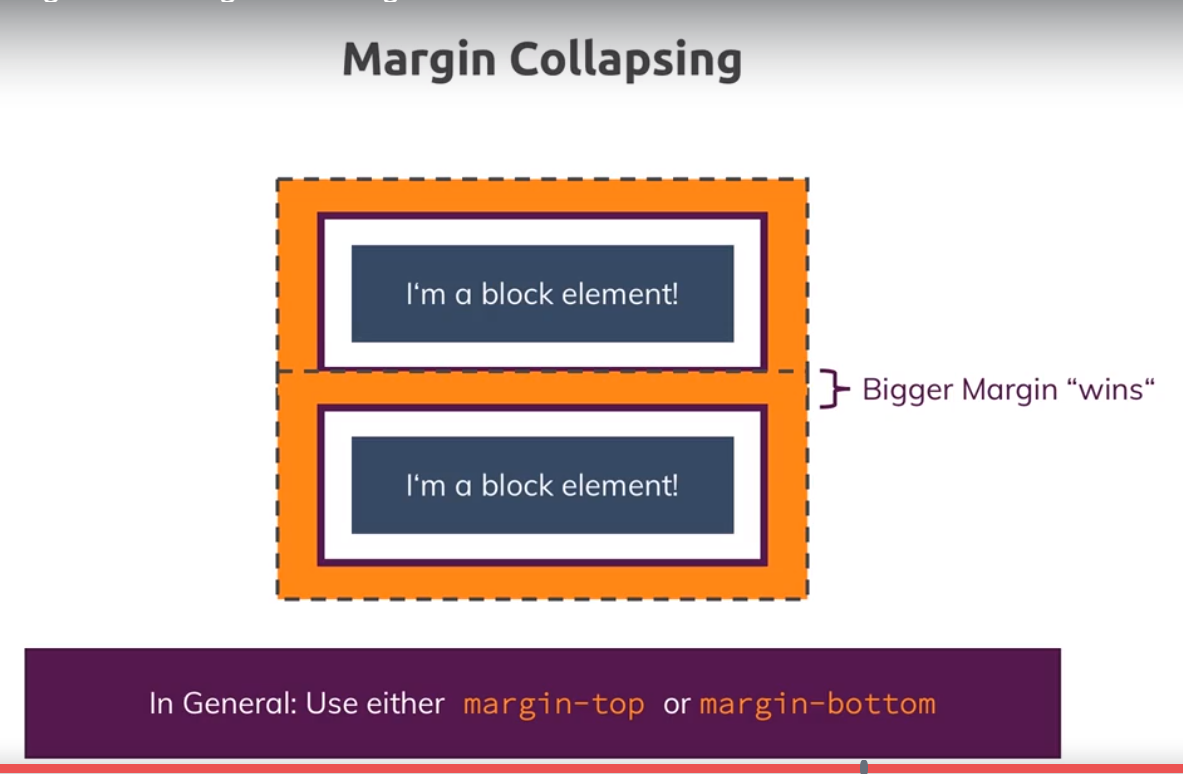 Margin Collapsing
I‘m a block element!
Bigger Margin “wins“
I‘m a block element!
In General: Use either margin-top or margin-bottom